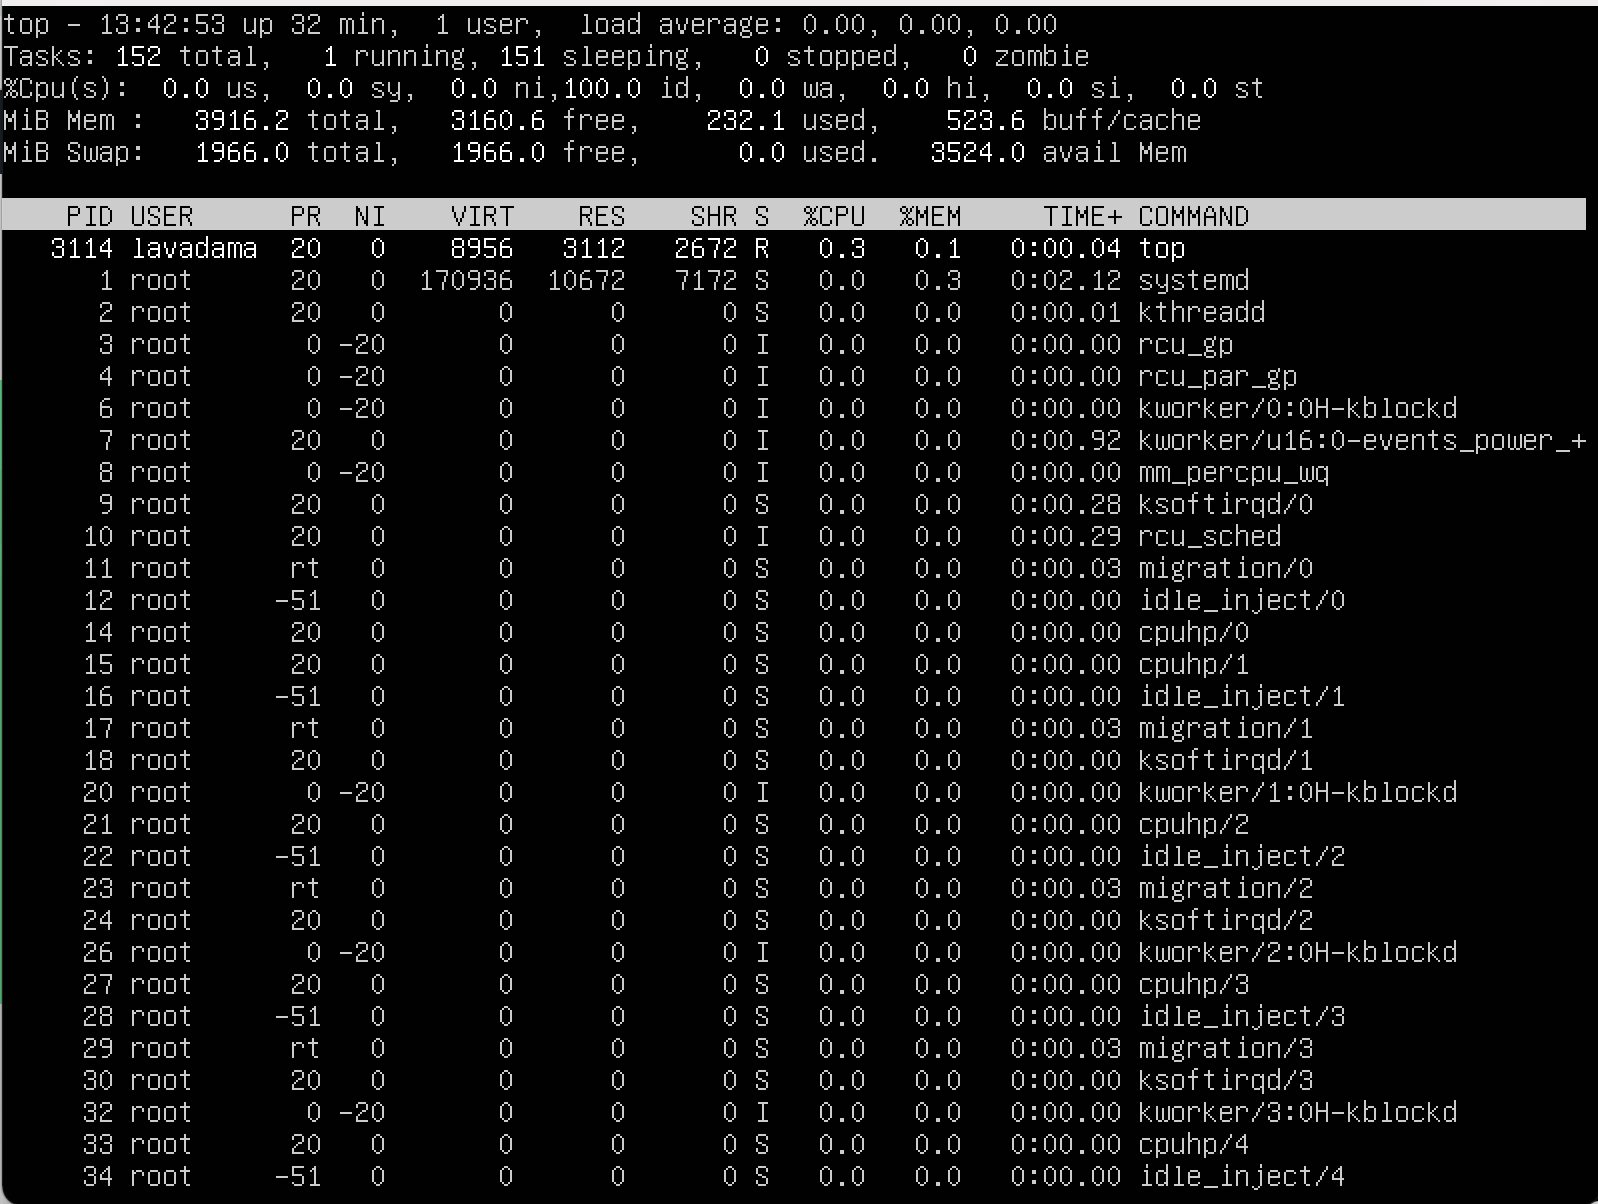 top - 13:42:53 up 32 min,  1 user,  load average: 0.00, 0.00, 0.00
Tasks: 152 total,   1 running, 151 sleeping,   0 stopped,   0 zombie
%Cpu(s):  0.0 us,  0.0 sy,  0.0 ni,100.0 id,  0.0 wa,  0.0 hi,  0.0 si,  0.0 st
MiB Mem :   3916.2 total,   3160.6 free,    232.1 used,    523.6 buff/cache
MiB Swap:   1966.0 total,   1966.0 free,      0.0 used.   3524.0 avail Mem
    PID USER      PR  NI    VIRT    RES    SHR S  %CPU  %MEM     TIME+ COMMAND
   3114 lavadama  20   0    8956   3112   2672 R   0.3   0.1   0:00.04 top
      1 root      20   0  170936  10672   7172 S   0.0   0.3   0:02.12 systemd
      2 root      20   0       0      0      0 S   0.0   0.0   0:00.01 kthreadd
      3 root       0 -20       0      0      0 I   0.0   0.0   0:00.00 rcu_gp
      4 root       0 -20       0      0      0 I   0.0   0.0   0:00.00 rcu_par_gp
      6 root       0 -20       0      0      0 I   0.0   0.0   0:00.00 kworker/0:0H-kblockd
      7 root      20   0       0      0      0 I   0.0   0.0   0:00.92 kworker/u16:0-events_power_+
      8 root       0 -20       0      0      0 I   0.0   0.0   0:00.00 mm_percpu_wq
      9 root      20   0       0      0      0 S   0.0   0.0   0:00.28 ksoftirqd/0
     10 root      20   0       0      0      0 I   0.0   0.0   0:00.29 rcu_sched
     11 root      rt   0       0      0      0 S   0.0   0.0   0:00.03 migration/0
     12 root     -51   0       0      0      0 S   0.0   0.0   0:00.00 idle_inject/0
     14 root      20   0       0      0      0 S   0.0   0.0   0:00.00 cpuhp/0
     15 root      20   0       0      0      0 S   0.0   0.0   0:00.00 cpuhp/1
     16 root     -51   0       0      0      0 S   0.0   0.0   0:00.00 idle_inject/1
     17 root      rt   0       0      0      0 S   0.0   0.0   0:00.03 migration/1
     18 root      20   0       0      0      0 S   0.0   0.0   0:00.00 ksoftirqd/1
     20 root       0 -20       0      0      0 I   0.0   0.0   0:00.00 kworker/1:0H-kblockd
     21 root      20   0       0      0      0 S   0.0   0.0   0:00.00 cpuhp/2
     22 root     -51   0       0      0      0 S   0.0   0.0   0:00.00 idle_inject/2
     23 root      rt   0       0      0      0 S   0.0   0.0   0:00.03 migration/2
     24 root      20   0       0      0      0 S   0.0   0.0   0:00.00 ksoftirqd/2
     26 root       0 -20       0      0      0 I   0.0   0.0   0:00.00 kworker/2:0H-kblockd
     27 root      20   0       0      0      0 S   0.0   0.0   0:00.00 cpuhp/3
     28 root     -51   0       0      0      0 S   0.0   0.0   0:00.00 idle_inject/3
     29 root      rt   0       0      0      0 S   0.0   0.0   0:00.03 migration/3
     30 root      20   0       0      0      0 S   0.0   0.0   0:00.00 ksoftirqd/3
     32 root       0 -20       0      0      0 I   0.0   0.0   0:00.00 kworker/3:0H-kblockd
     33 root      20   0       0      0      0 S   0.0   0.0   0:00.00 cpuhp/4
     34 root     -51   0       0      0      0 S   0.0   0.0   0:00.00 idle_inject/4